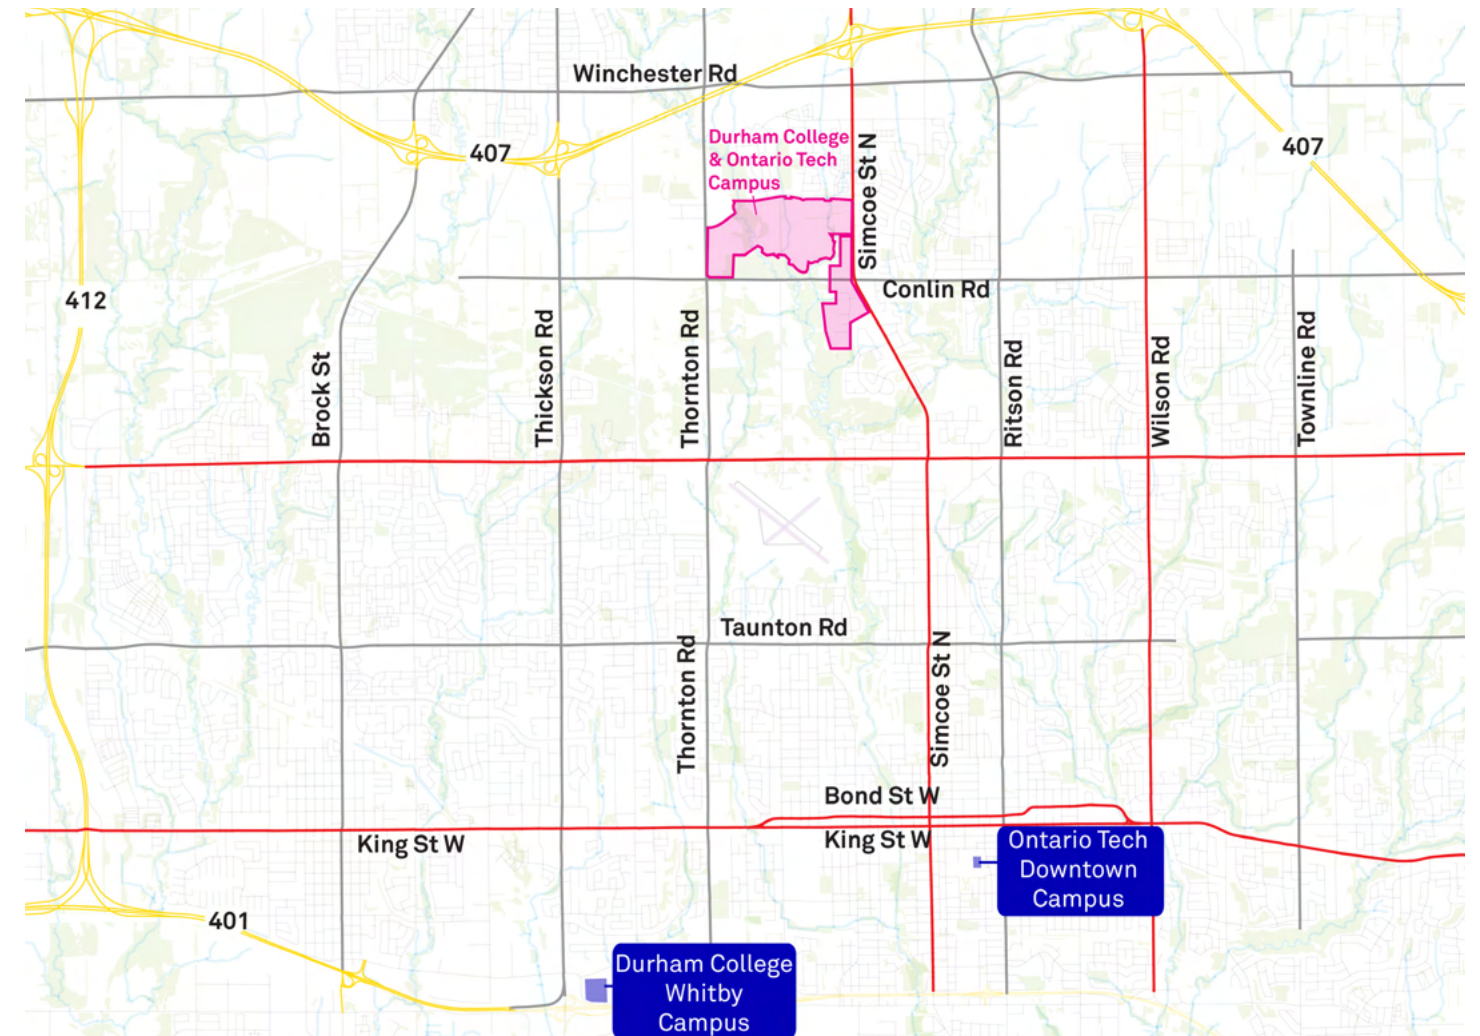 Winchester Rd
Durham College
& Ontario Tech
Campus
407
407
Simcoe St N
Conlin Rd
412
Brock St
Thickson Rd
Thornton Rd
Ritson Rd
Wilson Rd
Townline Rd
Taunton Rd
Thornton Rd
Simcoe St N
Bond St W
King St W
King St W
Ontario Tech
Downtown
Campus
401
Durham College
Whitby
Campus